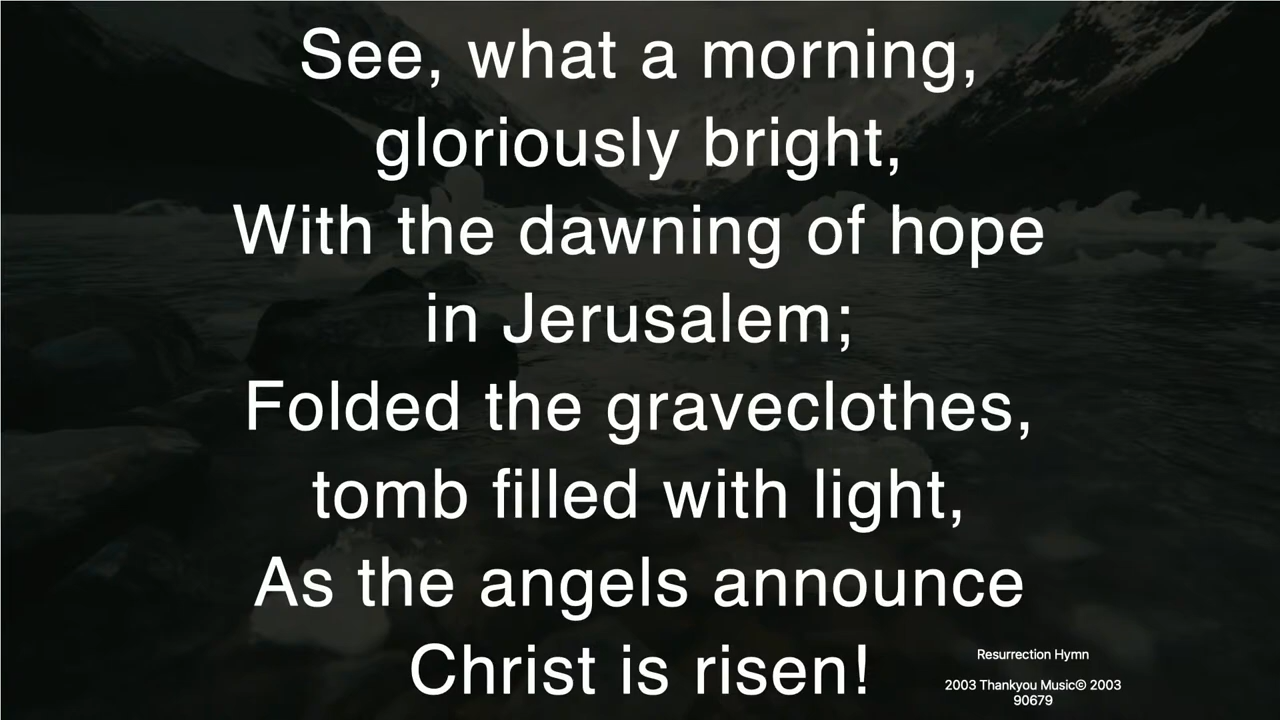 See, what a morning,
gloriously bright,
With the dawning of hope
in Jerusalem;
Folded the graveclothes,
tomb filled with light,
As the angels announce
Christ is risen!
Resurrection Hymn
2003 Thankyou Music© 2003
90679